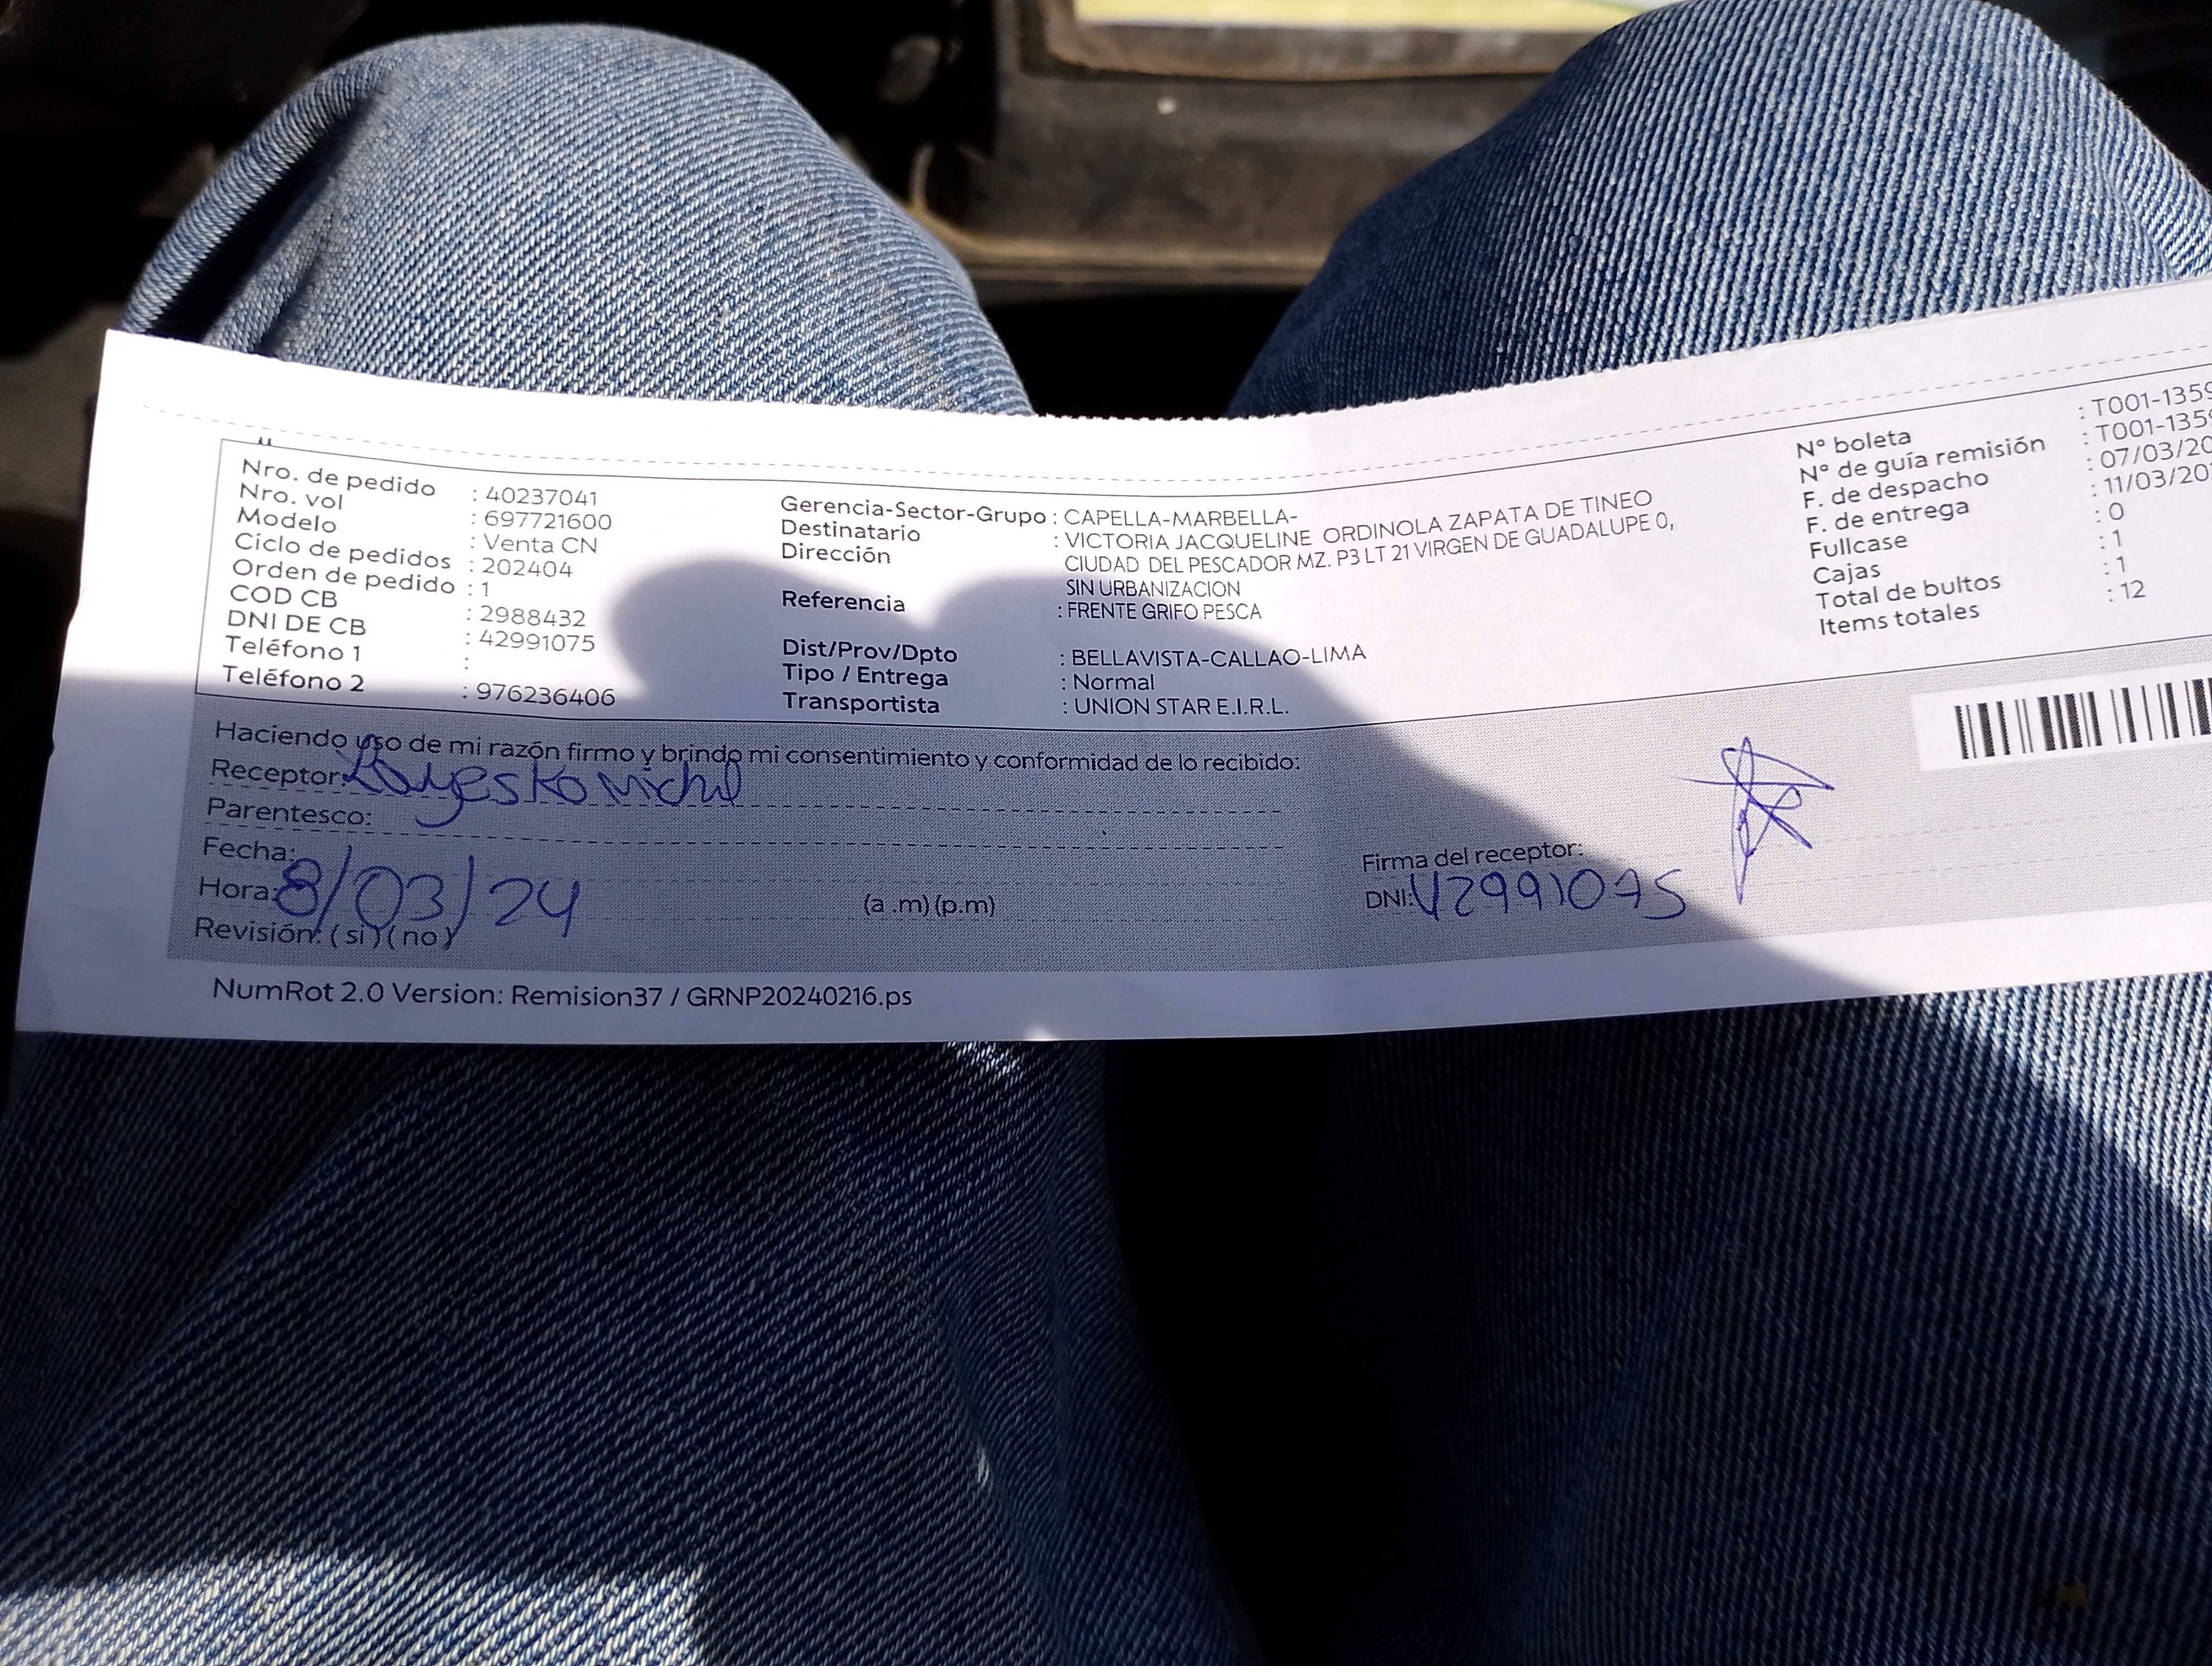 Nro. de pedido : 40237041
Nro. vol : 697721600
Modelo : Venta CN
Ciclo de pedidos : 202404
Orden de pedido : 1
COD CB : 2988432
DNI DE CB : 42991075
Teléfono 1 :
Teléfono 2 : 976236406
Gerencia-Sector-Grupo : CAPELLA-MARBELLA-
Destinatario : VICTORIA JACQUELINE ORDINOLA ZAPATA DE TINEO
Dirección CIUDAD DEL PESCADOR MZ. P3 LT 21 VIRGEN DE GUADALUPE 0,
SIN URBANIZACION
Referencia : FRENTE GRIFO PESCA
Dist/Prov/Dpto : BELLAVISTA-CALLAO-LIMA
Tipo / Entrega : Normal
Transportista : UNION STAR E.I.R.L.
Nº boleta : T001-1359
Nº de guía remisión : T001-135
F. de despacho : 07/03/20
F. de entrega : 11/03/20
Fullcase : 0
Cajas : 1
Total de bultos : 1
Items totales : 12
Haciendo uso de mi razón firmo y brindo mi consentimiento y conformidad de lo recibido:
Receptor:
Parentesco:
Fecha: 8/03/24
Hora: (a .m) (p.m)
Revisión: ( si ) ( no )
Firma del receptor:
DNI: 42991075
NumRot 2.0 Version: Remision37 / GRNP20240216.ps